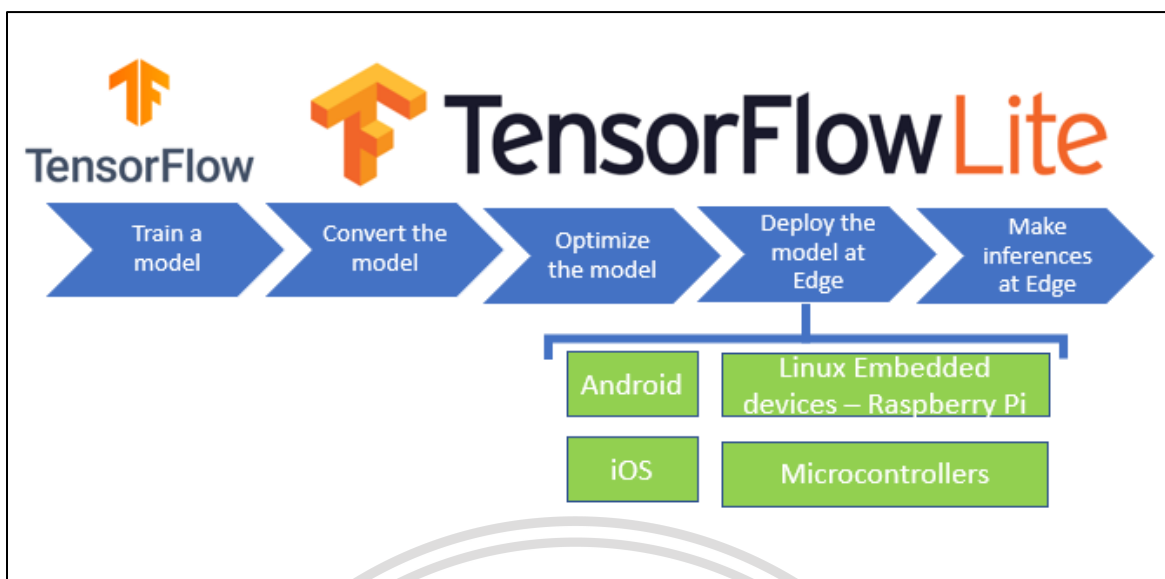 TensorFlow
TensorFlow Lite
Train a
model
Convert the
model
Optimize
the model
Deploy the
model at
Edge
Make
inferences
at Edge
Android
Linux Embedded
devices – Raspberry Pi
iOS
Microcontrollers